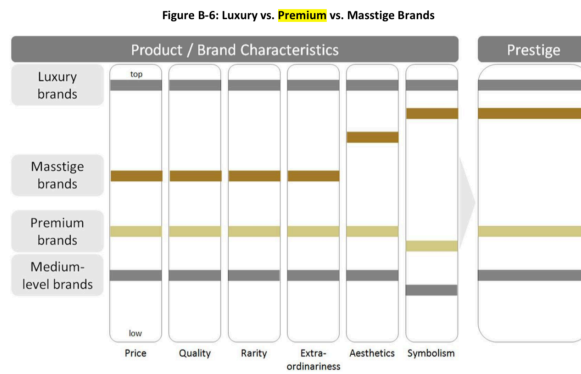 Figure B-6: Luxury vs. Premium vs. Masstige Brands
Product / Brand Characteristics
Prestige
Luxury
brands
top
Masstige
brands
Premium
brands
Medium-
level brands
low
Price
Quality
Rarity
Extra-
ordinariness
Aesthetics
Symbolism